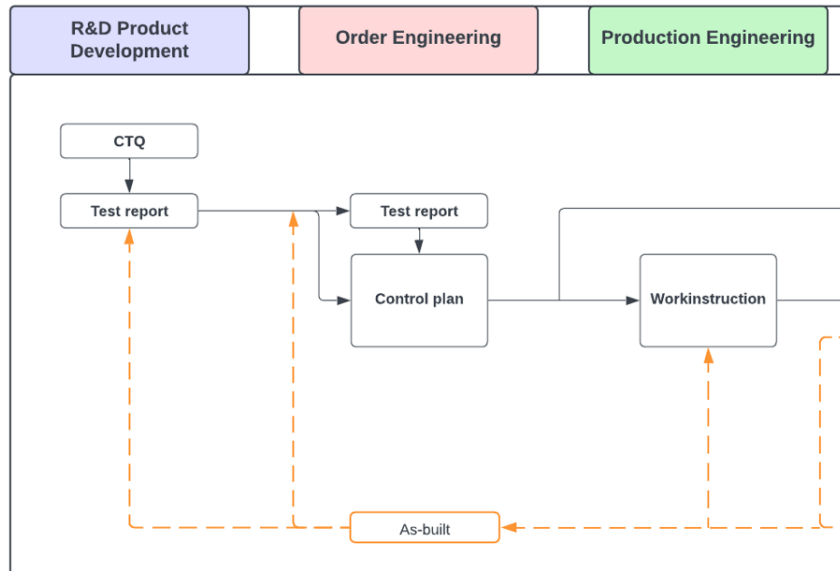 R&D Product
Development
Order Engineering
Production Engineering
CTQ
Test report
Test report
Control plan
Workinstruction
As-built